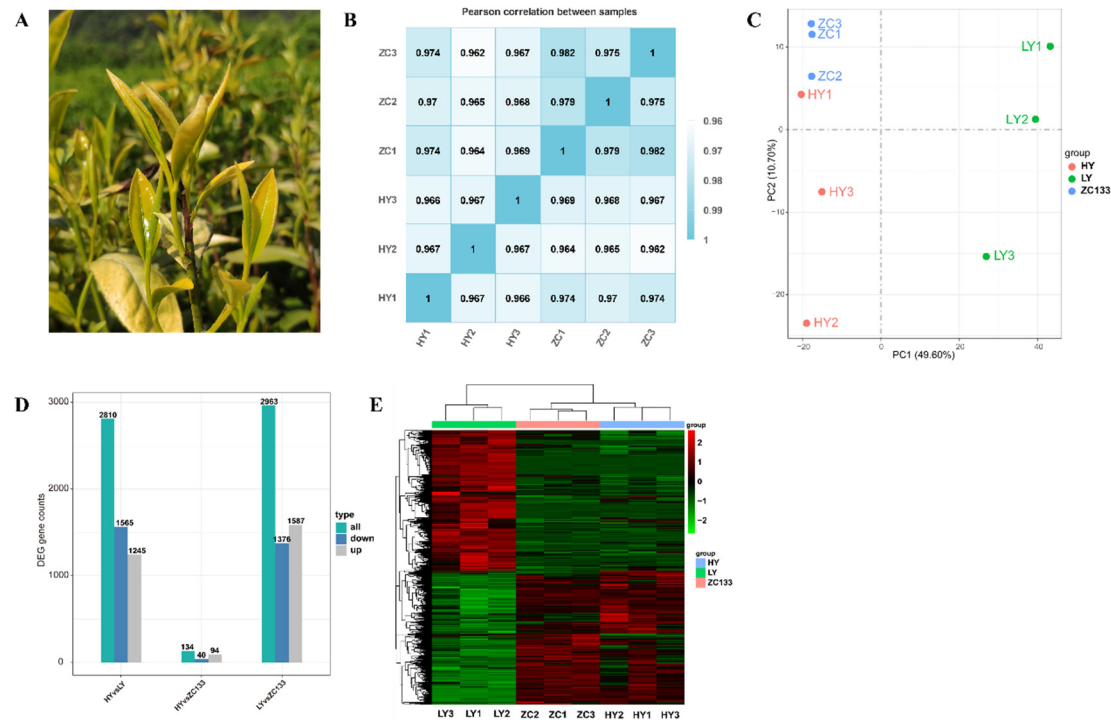 A
B
Pearson correlation between samples
ZC3 0.974 0.962 0.967 0.982 0.975 1
ZC2 0.97 0.965 0.968 0.979 1 0.975
ZC1 0.974 0.964 0.969 1 0.979 0.982
HY3 0.966 0.967 1 0.969 0.968 0.967
HY2 0.967 1 0.967 0.964 0.965 0.962
HY1 1 0.967 0.966 0.974 0.97 0.974
HY1 HY2 HY3 ZC1 ZC2 ZC3
0.96
0.97
0.98
0.99
1
C
ZC3
ZC1
ZC2
HY1
HY3
HY2
LY1
LY2
LY3
10
0
−10
−20
PC2 (10.70%)
−20 0 20 40
PC1 (49.60%)
group
HY
LY
ZC133
D
3000
2000
1000
0
DEG gene counts
2810
1565
1245
134
40
94
2963
1376
1587
HYvsLY HYvsZC133 LYvsZC133
type
all
down
up
E
group
2
1
0
−1
−2
group
HY
LY
ZC133
LY3 LY1 LY2 ZC2 ZC1 ZC3 HY2 HY1 HY3